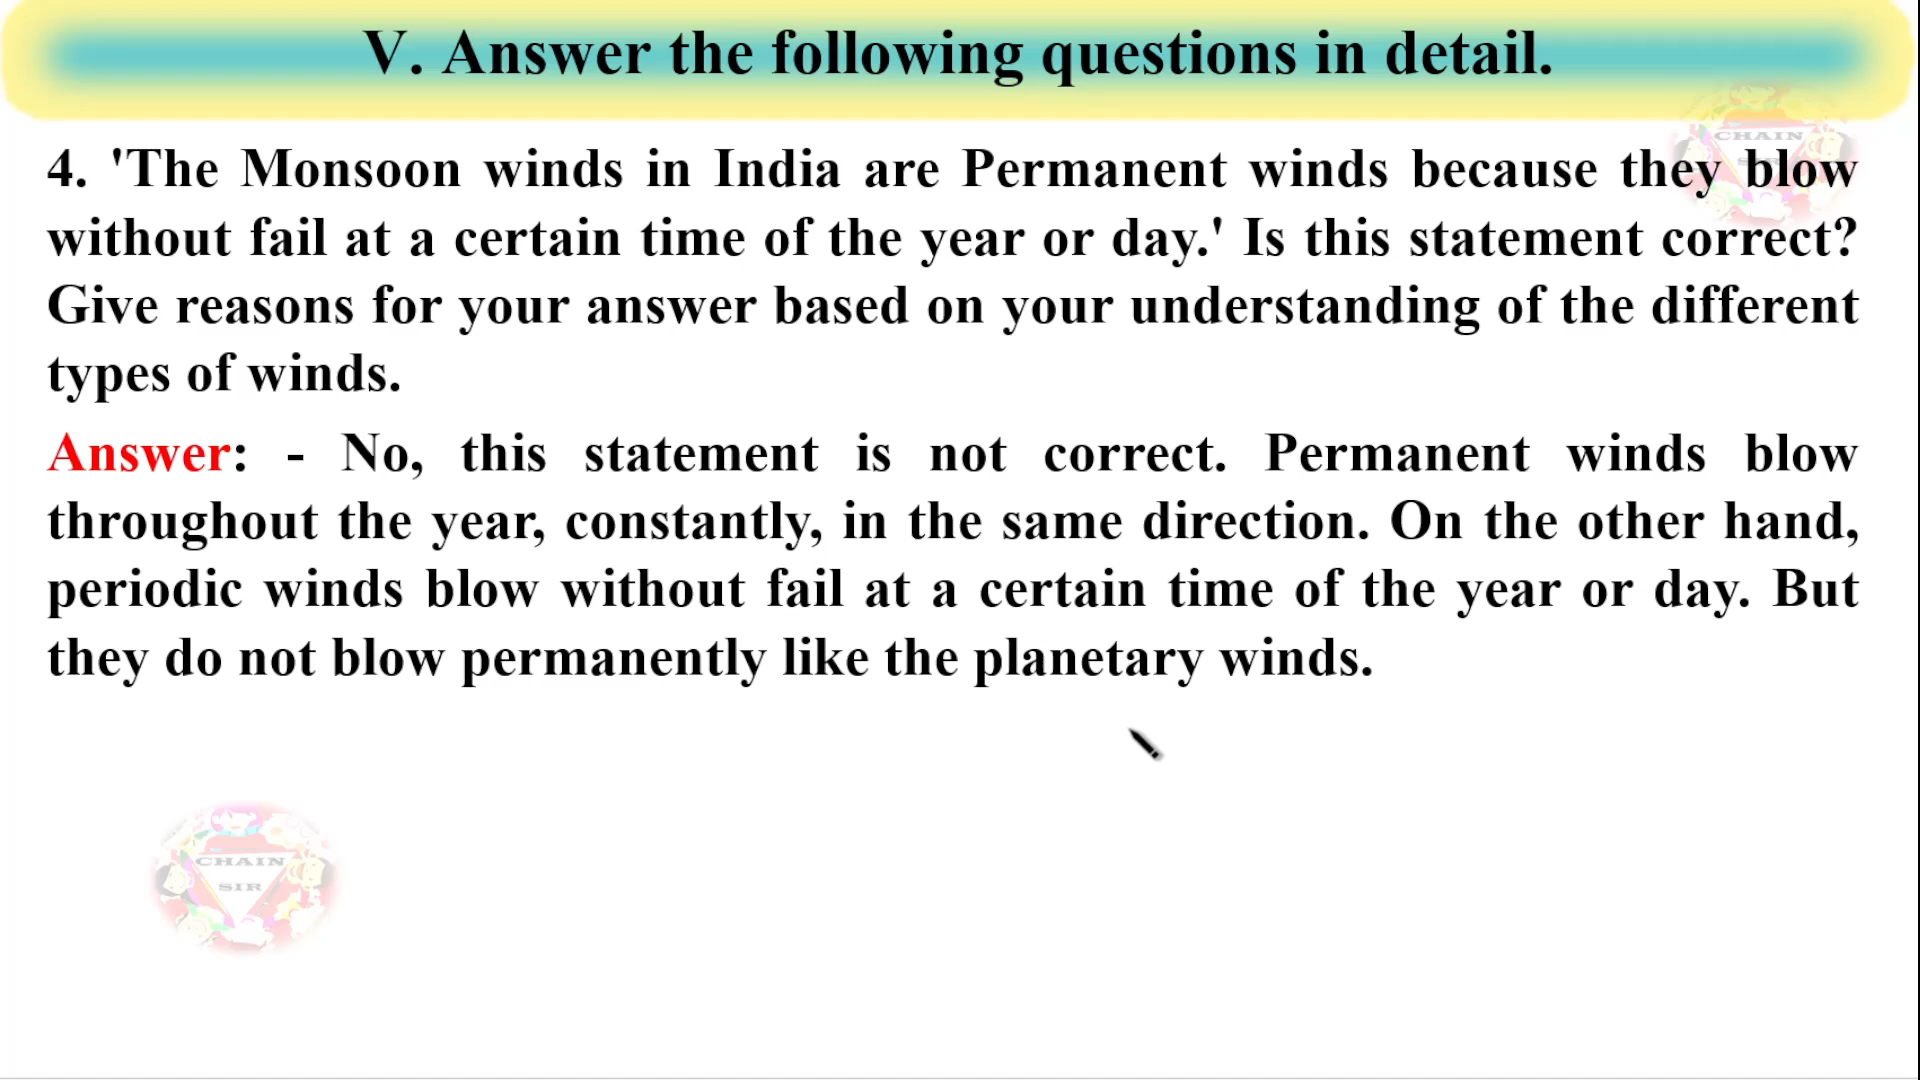 V. Answer the following questions in detail.
CHAIN
SIR
4. 'The Monsoon winds in India are Permanent winds because they blow
without fail at a certain time of the year or day.' Is this statement correct?
Give reasons for your answer based on your understanding of the different
types of winds.
Answer: - No, this statement is not correct. Permanent winds blow
throughout the year, constantly, in the same direction. On the other hand,
periodic winds blow without fail at a certain time of the year or day. But
they do not blow permanently like the planetary winds.
CHAIN
SIR